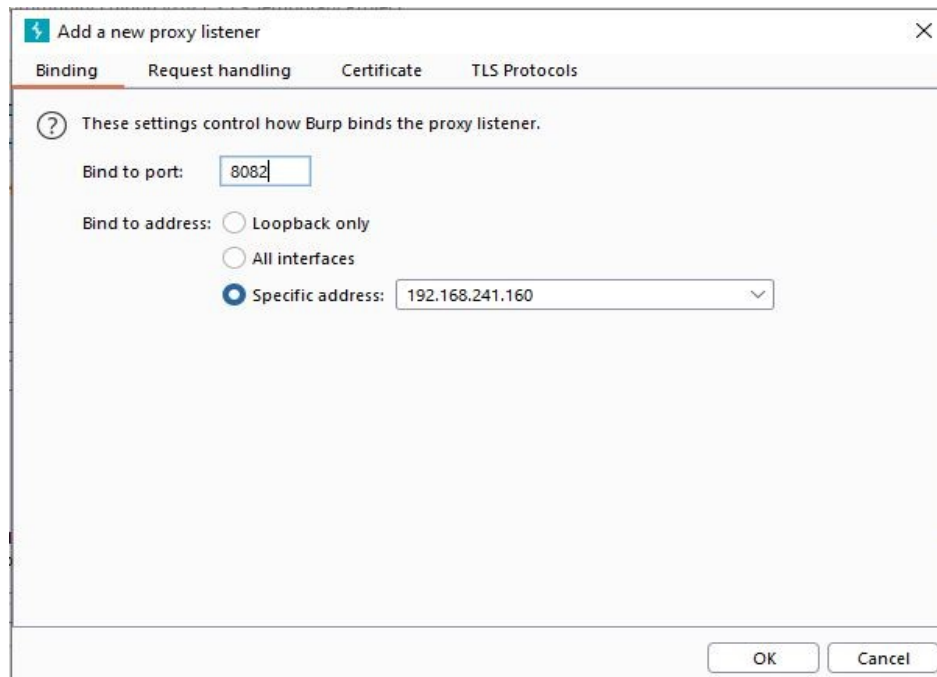 Add a new proxy listener
Binding Request handling Certificate TLS Protocols
These settings control how Burp binds the proxy listener.
Bind to port: 8082
Bind to address: Loopback only
All interfaces
Specific address: 192.168.241.160
OK Cancel